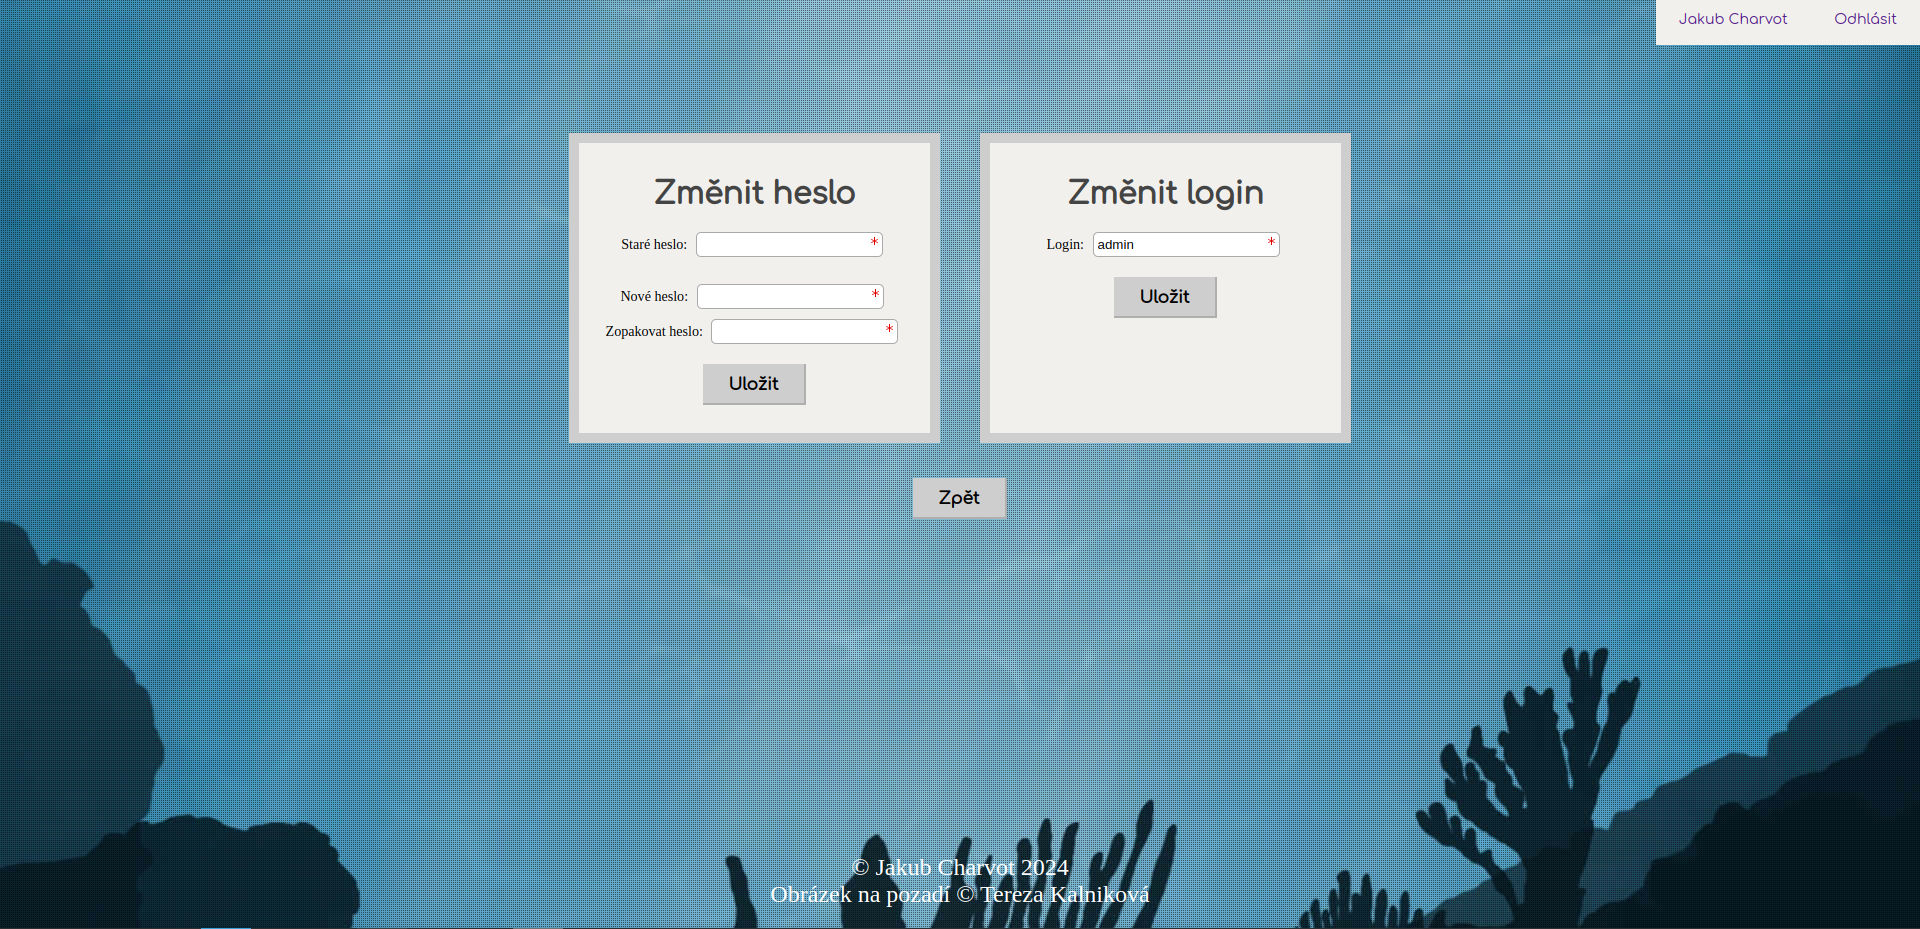 Jakub Charvot Odhlásit
Změnit heslo
Staré heslo: *
Nové heslo: *
Zopakovat heslo: *
Uložit
Změnit login
Login: admin *
Uložit
Zpět
© Jakub Charvot 2024
Obrázek na pozadí © Tereza Kalniková